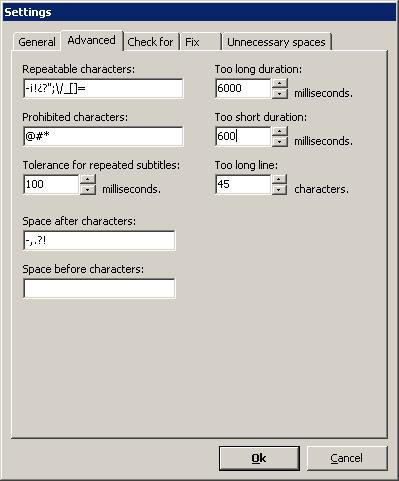 Settings
General Advanced Check for Fix Unnecessary spaces
Repeatable characters:
-¡!¿?";\/_[]=
Prohibited characters:
@#*
Tolerance for repeated subtitles:
100 milliseconds.
Space after characters:
-,.?!
Space before characters:
Too long duration:
6000 milliseconds.
Too short duration:
600 milliseconds.
Too long line:
45 characters.
Ok Cancel